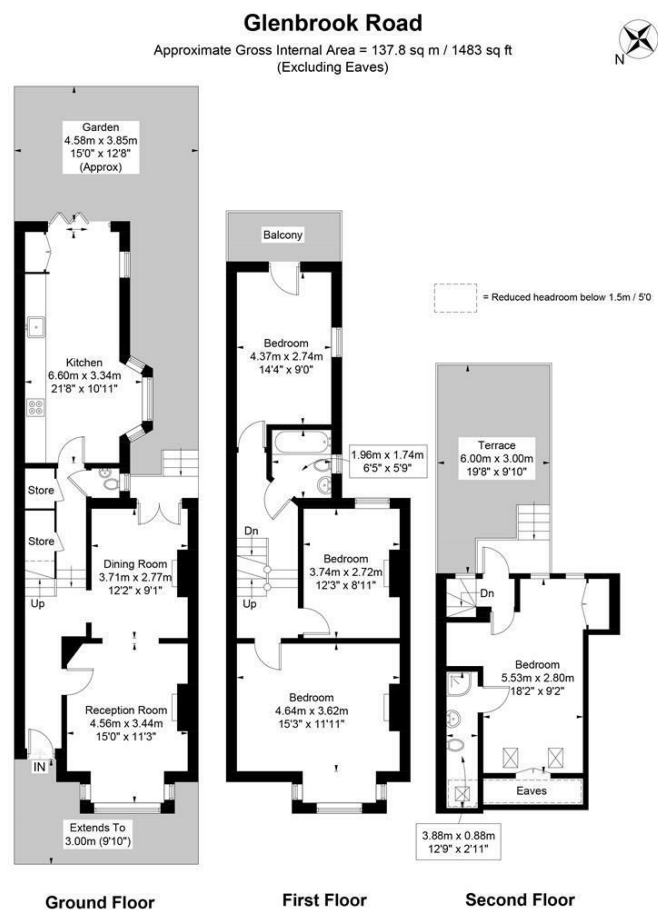 Glenbrook Road
Approximate Gross Internal Area = 137.8 sq m / 1483 sq ft
(Excluding Eaves)
N
Garden
4.58m x 3.85m
15'0" x 12'8"
(Approx)
Kitchen
6.60m x 3.34m
21'8" x 10'11"
Store
Store
Up
Dining Room
3.71m x 2.77m
12'2" x 9'1"
Reception Room
4.56m x 3.44m
15'0" x 11'3"
IN
Extends To
3.00m (9'10")
Ground Floor
Balcony
Bedroom
4.37m x 2.74m
14'4" x 9'0"
1.96m x 1.74m
6'5" x 5'9"
Dn
Up
Bedroom
3.74m x 2.72m
12'3" x 8'11"
Bedroom
4.64m x 3.62m
15'3" x 11'11"
First Floor
= Reduced headroom below 1.5m / 5'0
Terrace
6.00m x 3.00m
19'8" x 9'10"
Dn
Bedroom
5.53m x 2.80m
18'2" x 9'2"
Eaves
3.88m x 0.88m
12'9" x 2'11"
Second Floor